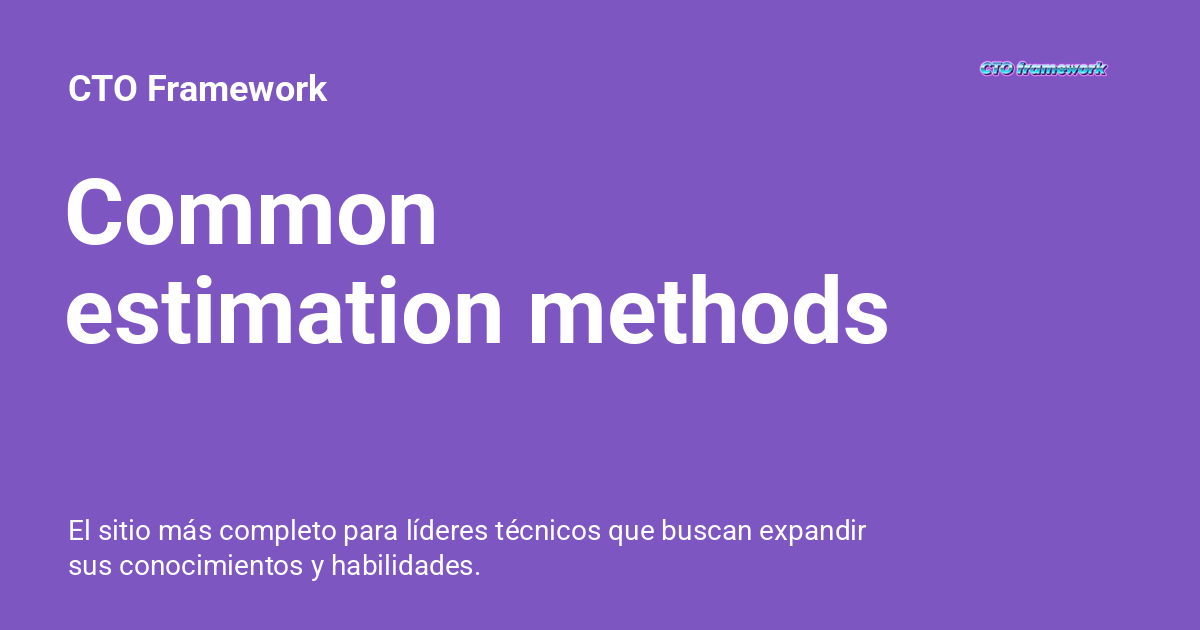 CTO Framework
CTO framework
Common
estimation methods
El sitio más completo para líderes técnicos que buscan expandir
sus conocimientos y habilidades.